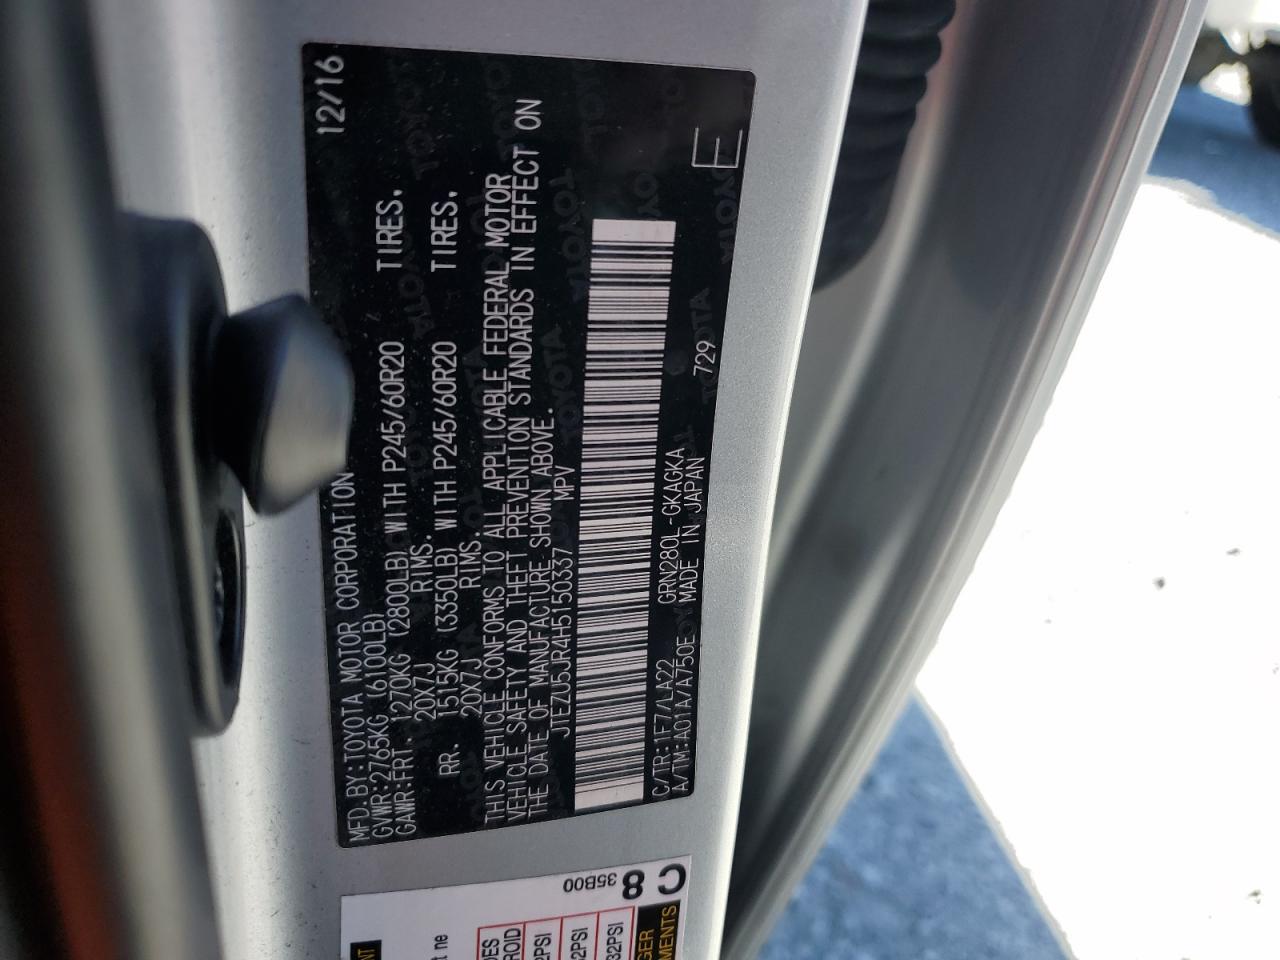 MFD.BY:TOYOTA MOTOR CORPORATION 12/16
GVWR:2765KG (6100LB)
GAWR:FRT. 1270KG (2800LB) WITH P245/60R20 TIRES.
20X7J RIMS.
RR. 1515KG (3350LB) WITH P245/60R20 TIRES.
20X7J RIMS.
THIS VEHICLE CONFORMS TO ALL APPLICABLE FEDERAL MOTOR
VEHICLE SAFETY AND THEFT PREVENTION STANDARDS IN EFFECT ON
THE DATE OF MANUFACTURE SHOWN ABOVE.
JTEZU5JR4H5150337 MPV
C/TR:1F7/LA22 GRN280L-GKAGKA 729
A/TM:A01A/A750E MADE IN JAPAN
E
C8
35B00
32PSI